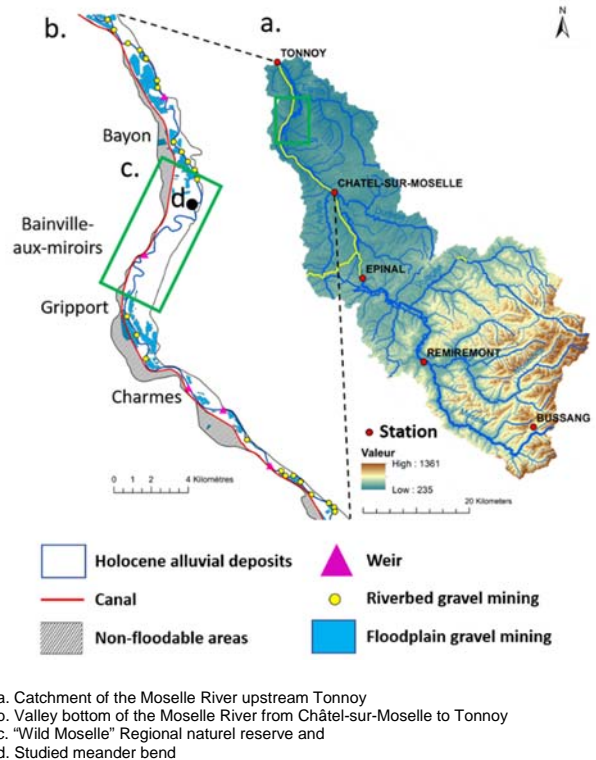 b.
a.
N
TONNOY
Bayon
c.
d
CHATEL-SUR-MOSELLE
Bainville-
aux-miroirs
EPINAL
Gripport
REMIREMONT
Charmes
BUSSANG
Moselle
Station
Valeur
High : 1361
Low : 235
0 1 2 4 Kilomètres
0 20 Kilometers
Holocene alluvial deposits
Weir
Canal
Riverbed gravel mining
Non-floodable areas
Floodplain gravel mining
a. Catchment of the Moselle River upstream Tonnoy
b. Valley bottom of the Moselle River from Châtel-sur-Moselle to Tonnoy
c. “Wild Moselle” Regional naturel reserve and
d. Studied meander bend